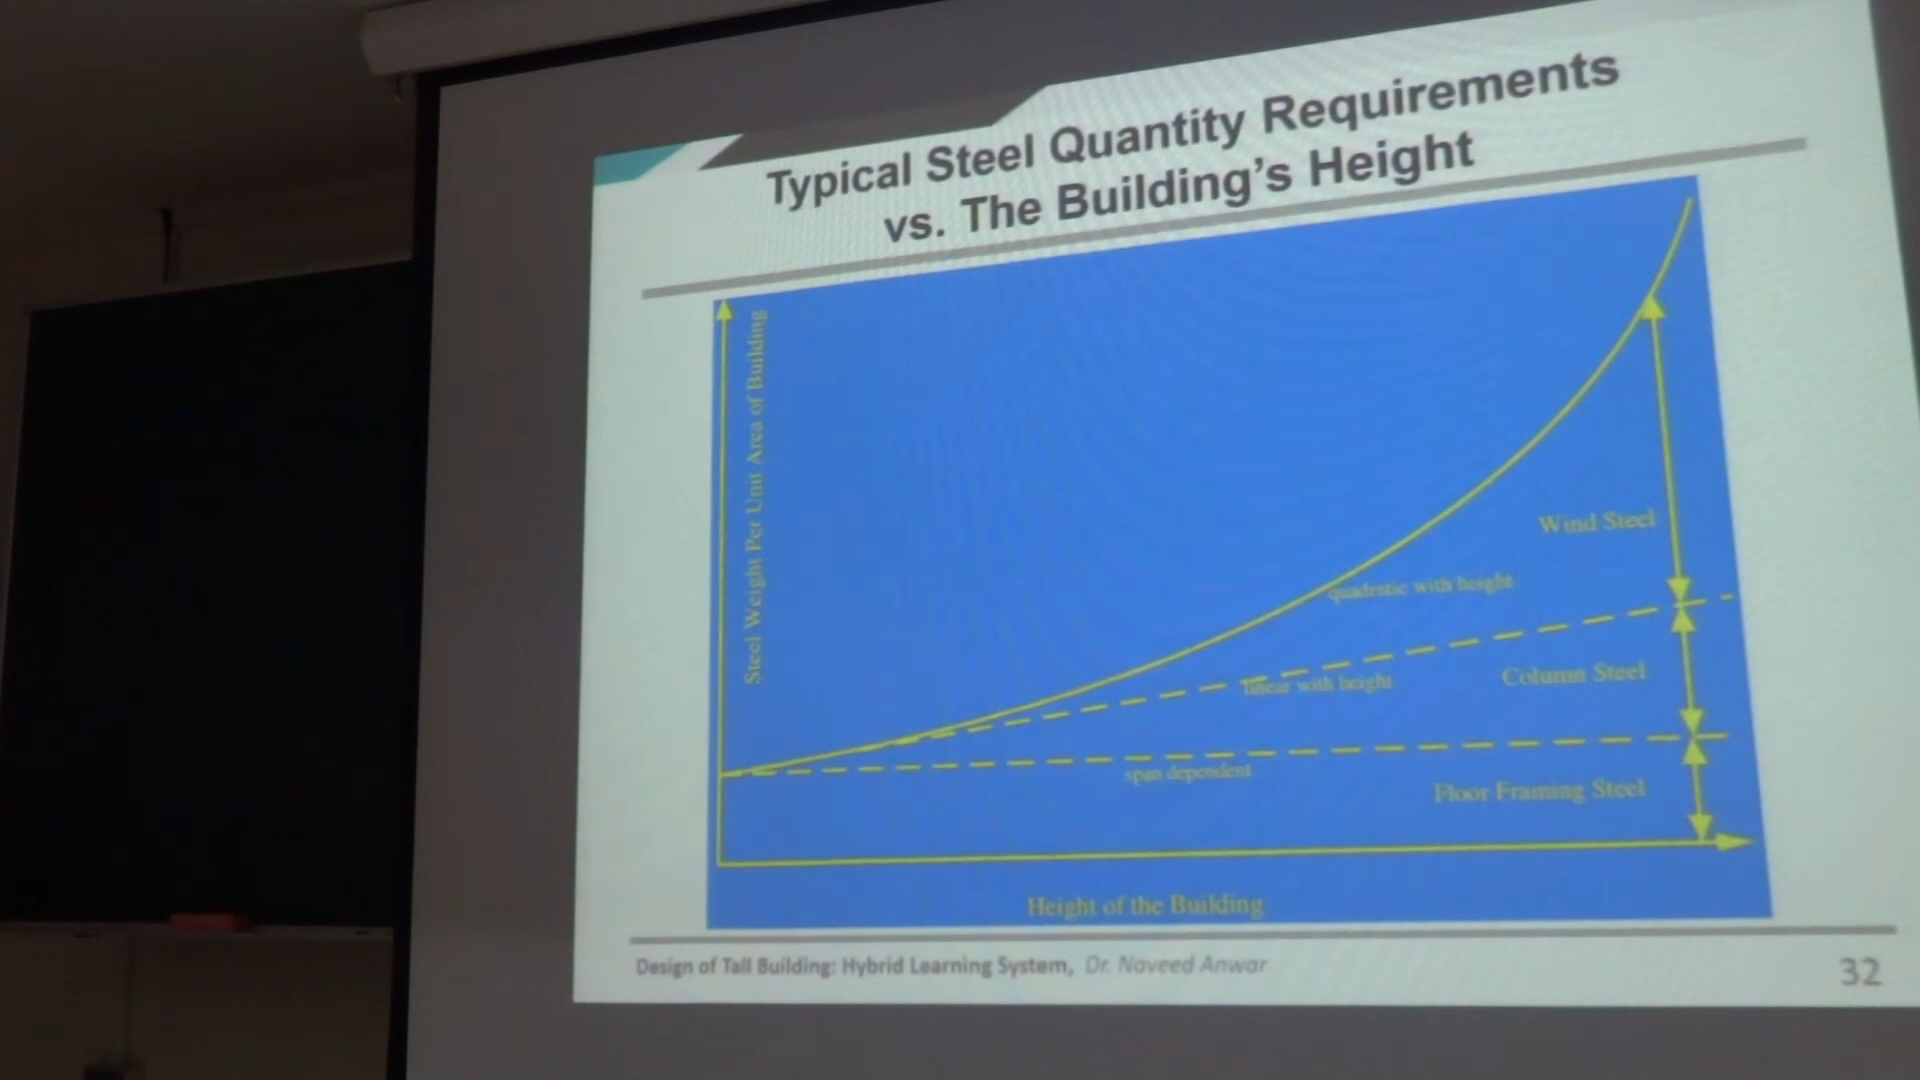 Typical Steel Quantity Requirements
vs. The Building's Height
Steel Weight Per Unit Area of Building
Wind Steel
quadratic with height
linear with height
Column Steel
span dependent
Floor Framing Steel
Height of the Building
Design of Tall Building: Hybrid Learning System, Dr. Naveed Anwar
32